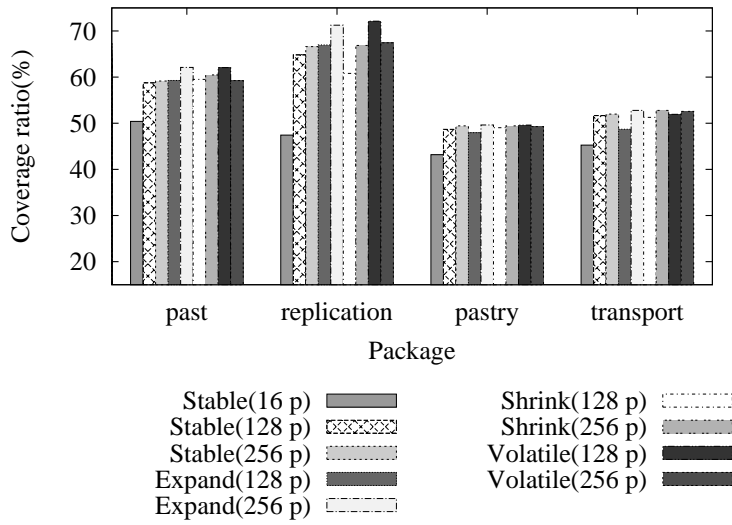 Coverage ratio(%)
70
60
50
40
30
20
past replication pastry transport
Package
Stable(16 p) Shrink(128 p)
Stable(128 p) Shrink(256 p)
Stable(256 p) Volatile(128 p)
Expand(128 p) Volatile(256 p)
Expand(256 p)